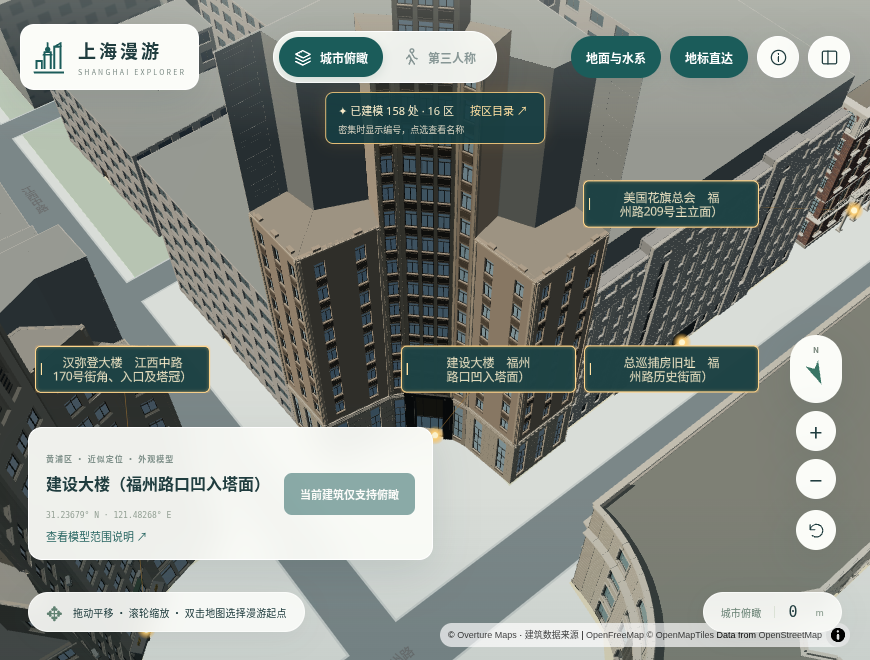 上海漫游
SHANGHAI EXPLORER
城市俯瞰
第三人称
地面与水系
地标直达
✦ 已建模 158 处 · 16 区
按区目录 ↗
密集时显示编号，点选查看名称
美国花旗总会 福
州路209号主立面）
汉弥登大楼 江西中路
170号街角、入口及塔冠）
建设大楼 福州
路口凹入塔面）
总巡捕房旧址 福
州路历史街面）
N
+
−
黄浦区 · 近似定位 · 外观模型
建设大楼（福州路口凹入塔面）
当前建筑仅支持俯瞰
31.23679° N · 121.48268° E
查看模型范围说明 ↗
拖动平移 · 滚轮缩放 · 双击地图选择漫游起点
城市俯瞰
0 m
© Overture Maps · 建筑数据来源 | OpenFreeMap © OpenMapTiles Data from OpenStreetMap